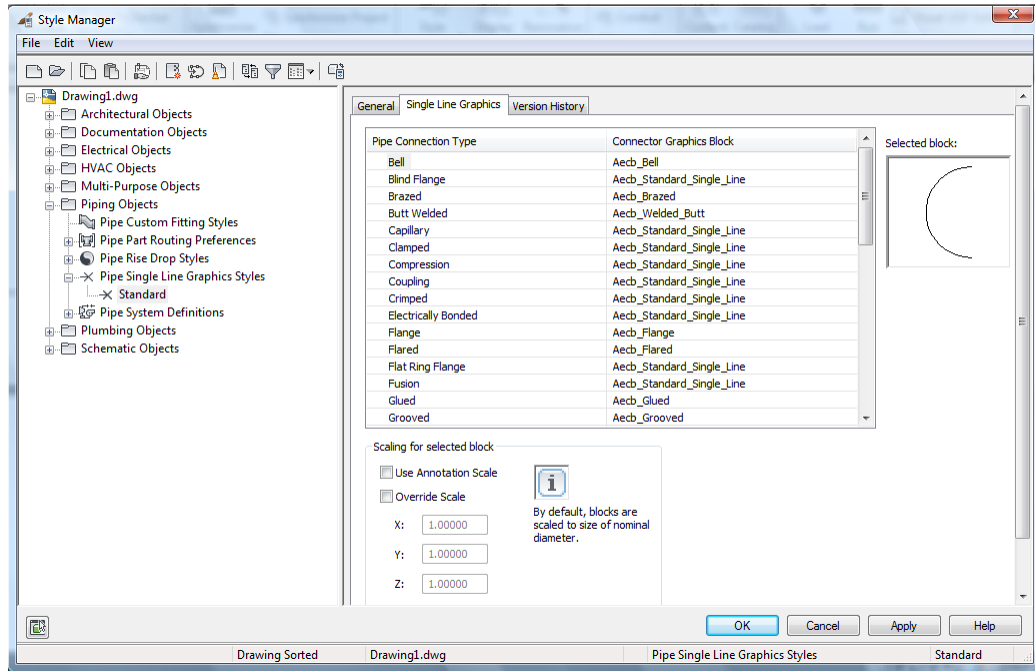 Style Manager
File Edit View
Drawing1.dwg
Architectural Objects
Documentation Objects
Electrical Objects
HVAC Objects
Multi-Purpose Objects
Piping Objects
Pipe Custom Fitting Styles
Pipe Part Routing Preferences
Pipe Rise Drop Styles
Pipe Single Line Graphics Styles
Standard
Pipe System Definitions
Plumbing Objects
Schematic Objects
General Single Line Graphics Version History
Pipe Connection Type Connector Graphics Block
Bell Aecb_Bell
Blind Flange Aecb_Standard_Single_Line
Brazed Aecb_Brazed
Butt Welded Aecb_Welded_Butt
Capillary Aecb_Standard_Single_Line
Clamped Aecb_Standard_Single_Line
Compression Aecb_Standard_Single_Line
Coupling Aecb_Standard_Single_Line
Crimped Aecb_Standard_Single_Line
Electrically Bonded Aecb_Standard_Single_Line
Flange Aecb_Flange
Flared Aecb_Flared
Flat Ring Flange Aecb_Standard_Single_Line
Fusion Aecb_Standard_Single_Line
Glued Aecb_Glued
Grooved Aecb_Grooved
Selected block:
Scaling for selected block
Use Annotation Scale
Override Scale
X: 1.00000
Y: 1.00000
Z: 1.00000
By default, blocks are
scaled to size of nominal
diameter.
OK Cancel Apply Help
Drawing Sorted Drawing1.dwg Pipe Single Line Graphics Styles Standard